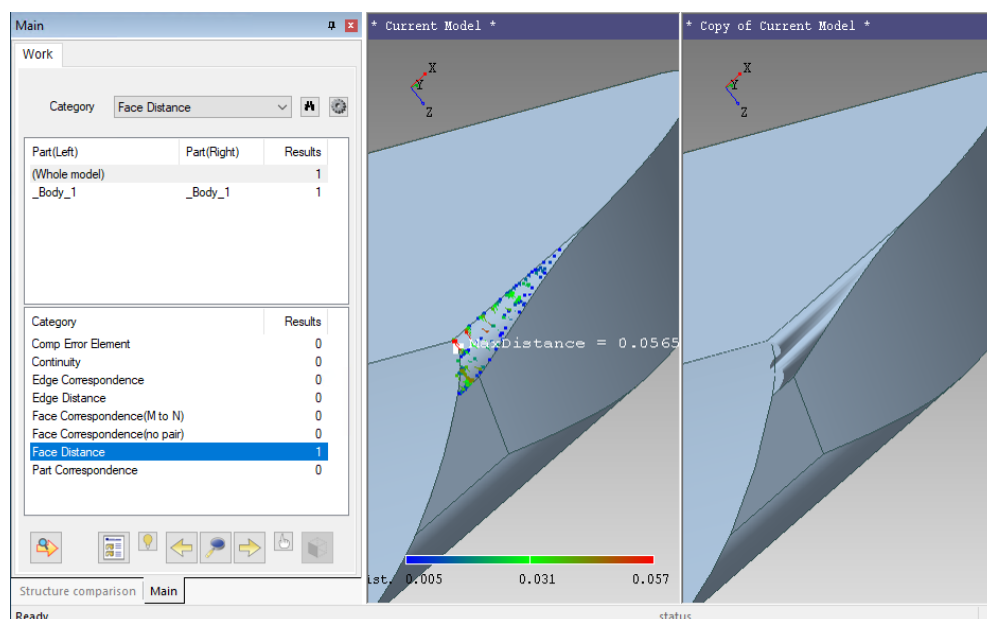 Main
* Current Model *
* Copy of Current Model *
Work
X
Y
Z
X
Y
Z
Category Face Distance
Part(Left) Part(Right) Results
(Whole model) 1
_Body_1 _Body_1 1
MaxDistance = 0.0565
Category Results
Comp Error Element 0
Continuity 0
Edge Correspondence 0
Edge Distance 0
Face Correspondence(M to N) 0
Face Correspondence(no pair) 0
Face Distance 1
Part Correspondence 0
ist. 0.005 0.031 0.057
Structure comparison Main
Ready status